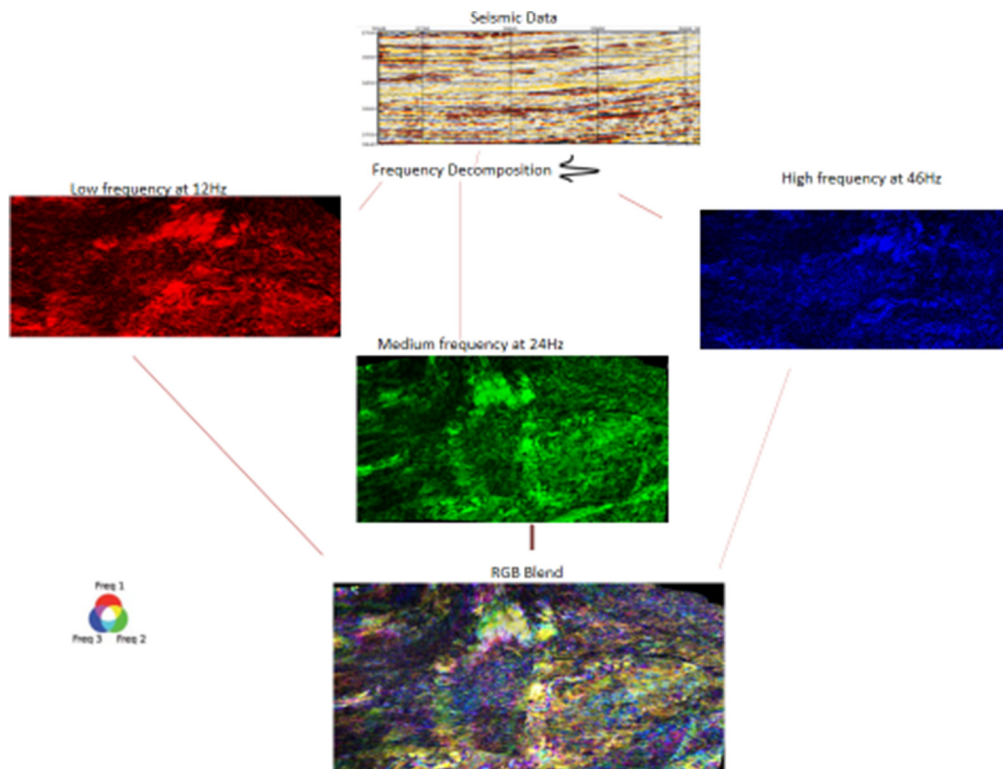 Seismic Data
Frequency Decomposition
Low frequency at 12Hz
High frequency at 46Hz
Medium frequency at 24Hz
RGB Blend
Freq 1
Freq 3 Freq 2